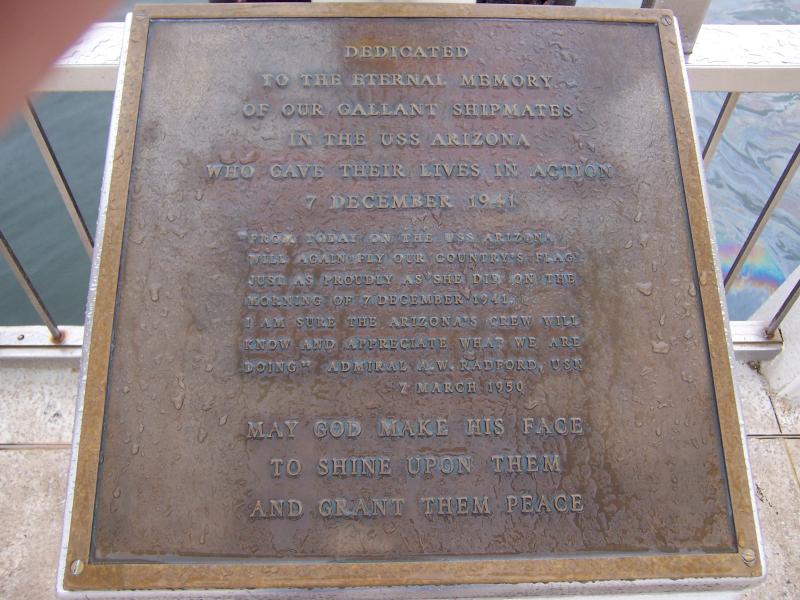 DEDICATED
TO THE ETERNAL MEMORY
OF OUR GALLANT SHIPMATES
IN THE USS ARIZONA
WHO GAVE THEIR LIVES IN ACTION
7 DECEMBER 1941
"FROM TODAY ON THE USS ARIZONA
WILL AGAIN FLY OUR COUNTRY'S FLAG
JUST AS PROUDLY AS SHE DID ON THE
MORNING OF 7 DECEMBER 1941.
I AM SURE THE ARIZONA'S CREW WILL
KNOW AND APPRECIATE WHAT WE ARE
DOING" ADMIRAL A.W. RADFORD, USN
7 MARCH 1950
MAY GOD MAKE HIS FACE
TO SHINE UPON THEM
AND GRANT THEM PEACE